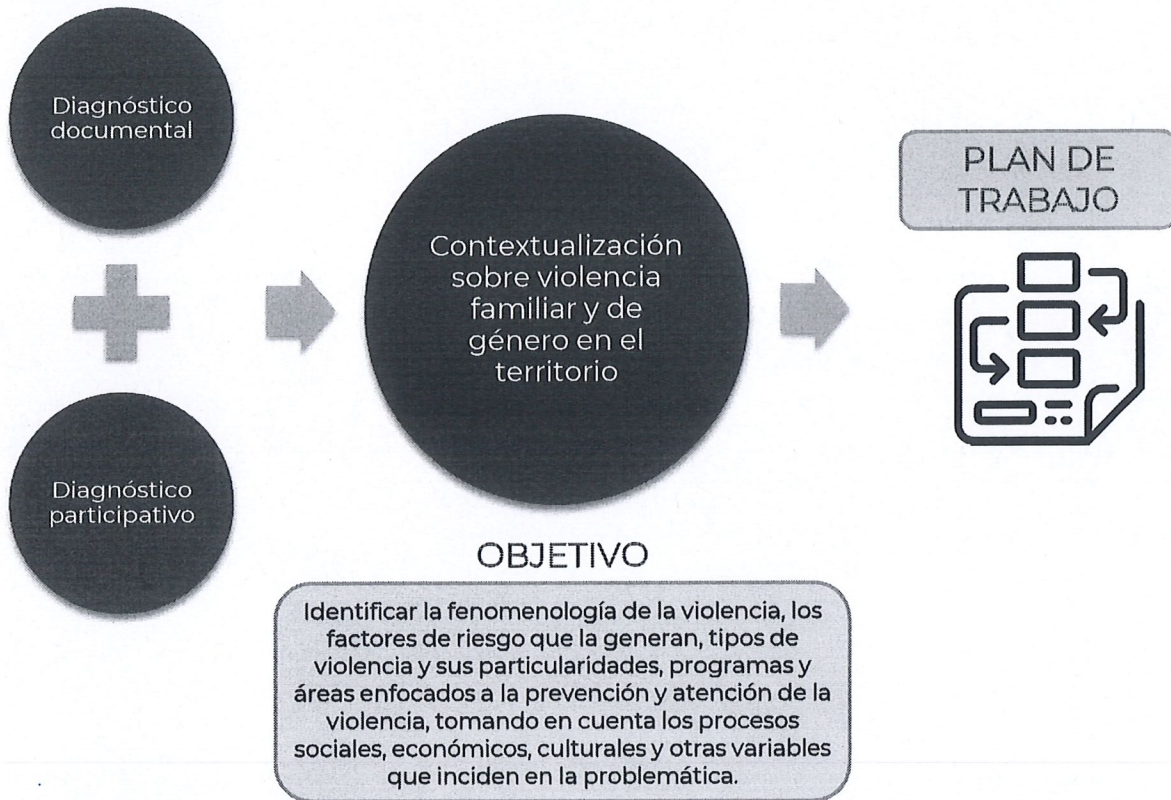 Diagnóstico
documental
Diagnóstico
participativo
Contextualización
sobre violencia
familiar y de
género en el
territorio
PLAN DE
TRABAJO
OBJETIVO
Identificar la fenomenología de la violencia, los
factores de riesgo que la generan, tipos de
violencia y sus particularidades, programas y
áreas enfocados a la prevención y atención de la
violencia, tomando en cuenta los procesos
sociales, económicos, culturales y otras variables
que inciden en la problemática.